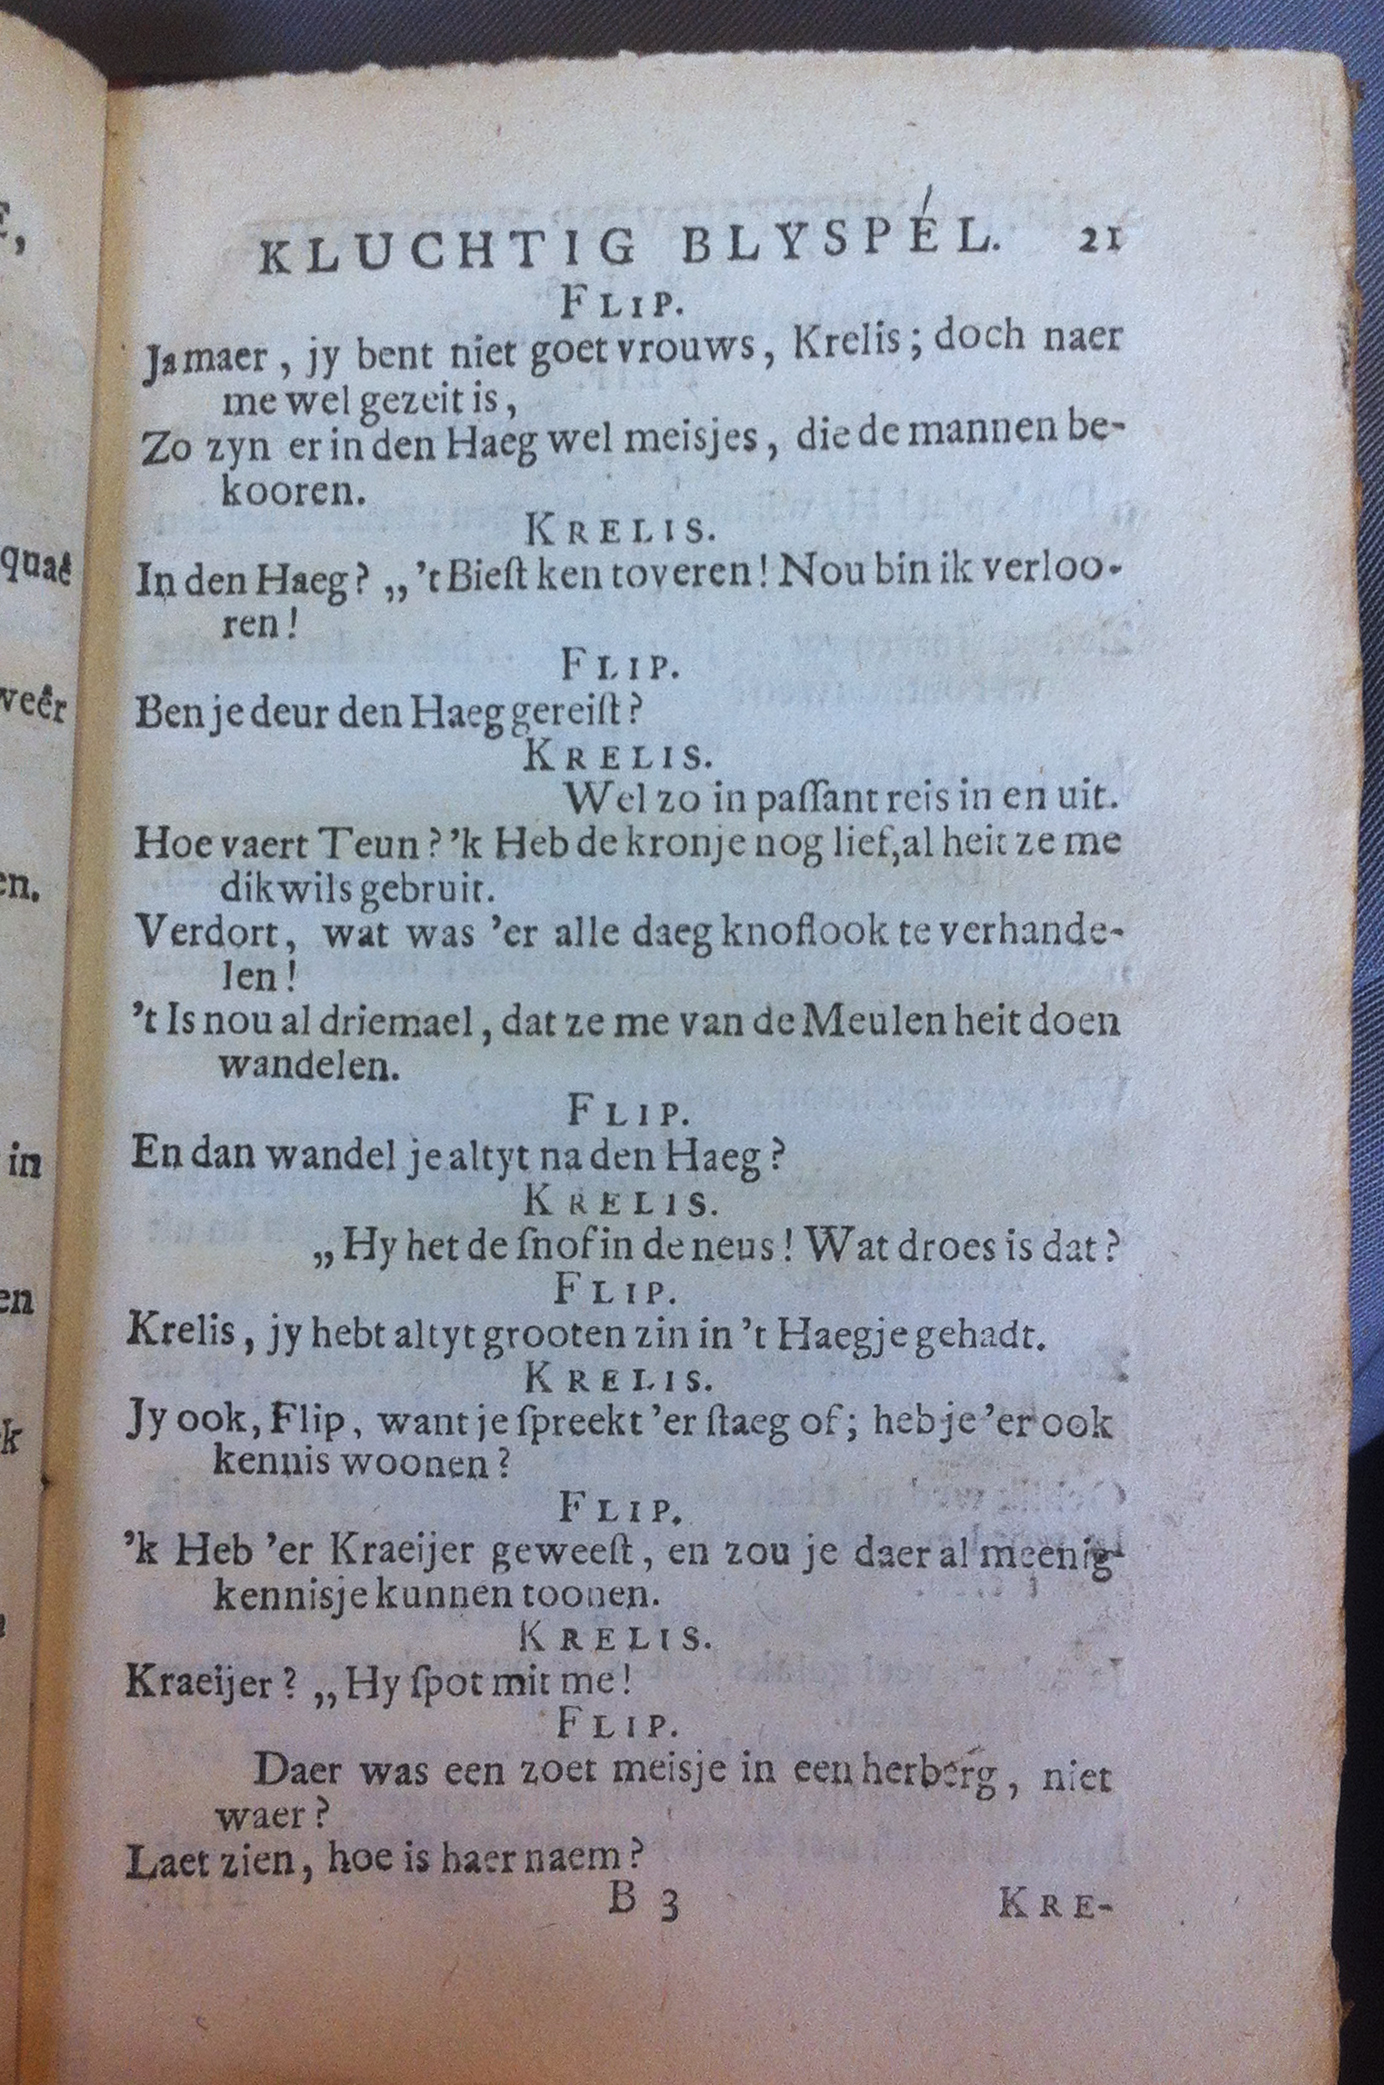 KLUCHTIG BLYSPÉL. 21
FLIP.
Ja maer, jy bent niet goet vrouws, Krelis; doch naer
me wel gezeit is,
Zo zyn er in den Haeg wel meisjes, die de mannen be-
kooren.
KRELIS.
In den Haeg? „'t Bieſt ken toveren! Nou bin ik verloo-
ren!
FLIP.
Ben je deur den Haeg gereiſt?
KRELIS.
Wel zo in paſſant reis in en uit.
Hoe vaert Teun? 'k Heb de kronje nog lief, al heit ze me
dikwils gebruit.
Verdort, wat was 'er alle daeg knoflook te verhande-
len!
't Is nou al driemael, dat ze me van de Meulen heit doen
wandelen.
FLIP.
En dan wandel je altyt na den Haeg?
KRELIS.
„Hy het de ſnof in de neus! Wat droes is dat?
FLIP.
Krelis, jy hebt altyt grooten zin in 't Haegje gehadt.
KRELIS.
Jy ook, Flip, want je ſpreekt 'er ſtaeg of; heb je 'er ook
kennis woonen?
FLIP.
'k Heb 'er Kraeijer geweeſt, en zou je daer al meenig
kennisje kunnen toonen.
KRELIS.
Kraeijer? „Hy ſpot mit me!
FLIP.
Daer was een zoet meisje in een herbérg, niet
waer?
Laet zien, hoe is haer naem?
B 3 KRE-
quaê
veêr
en.
in
en
k